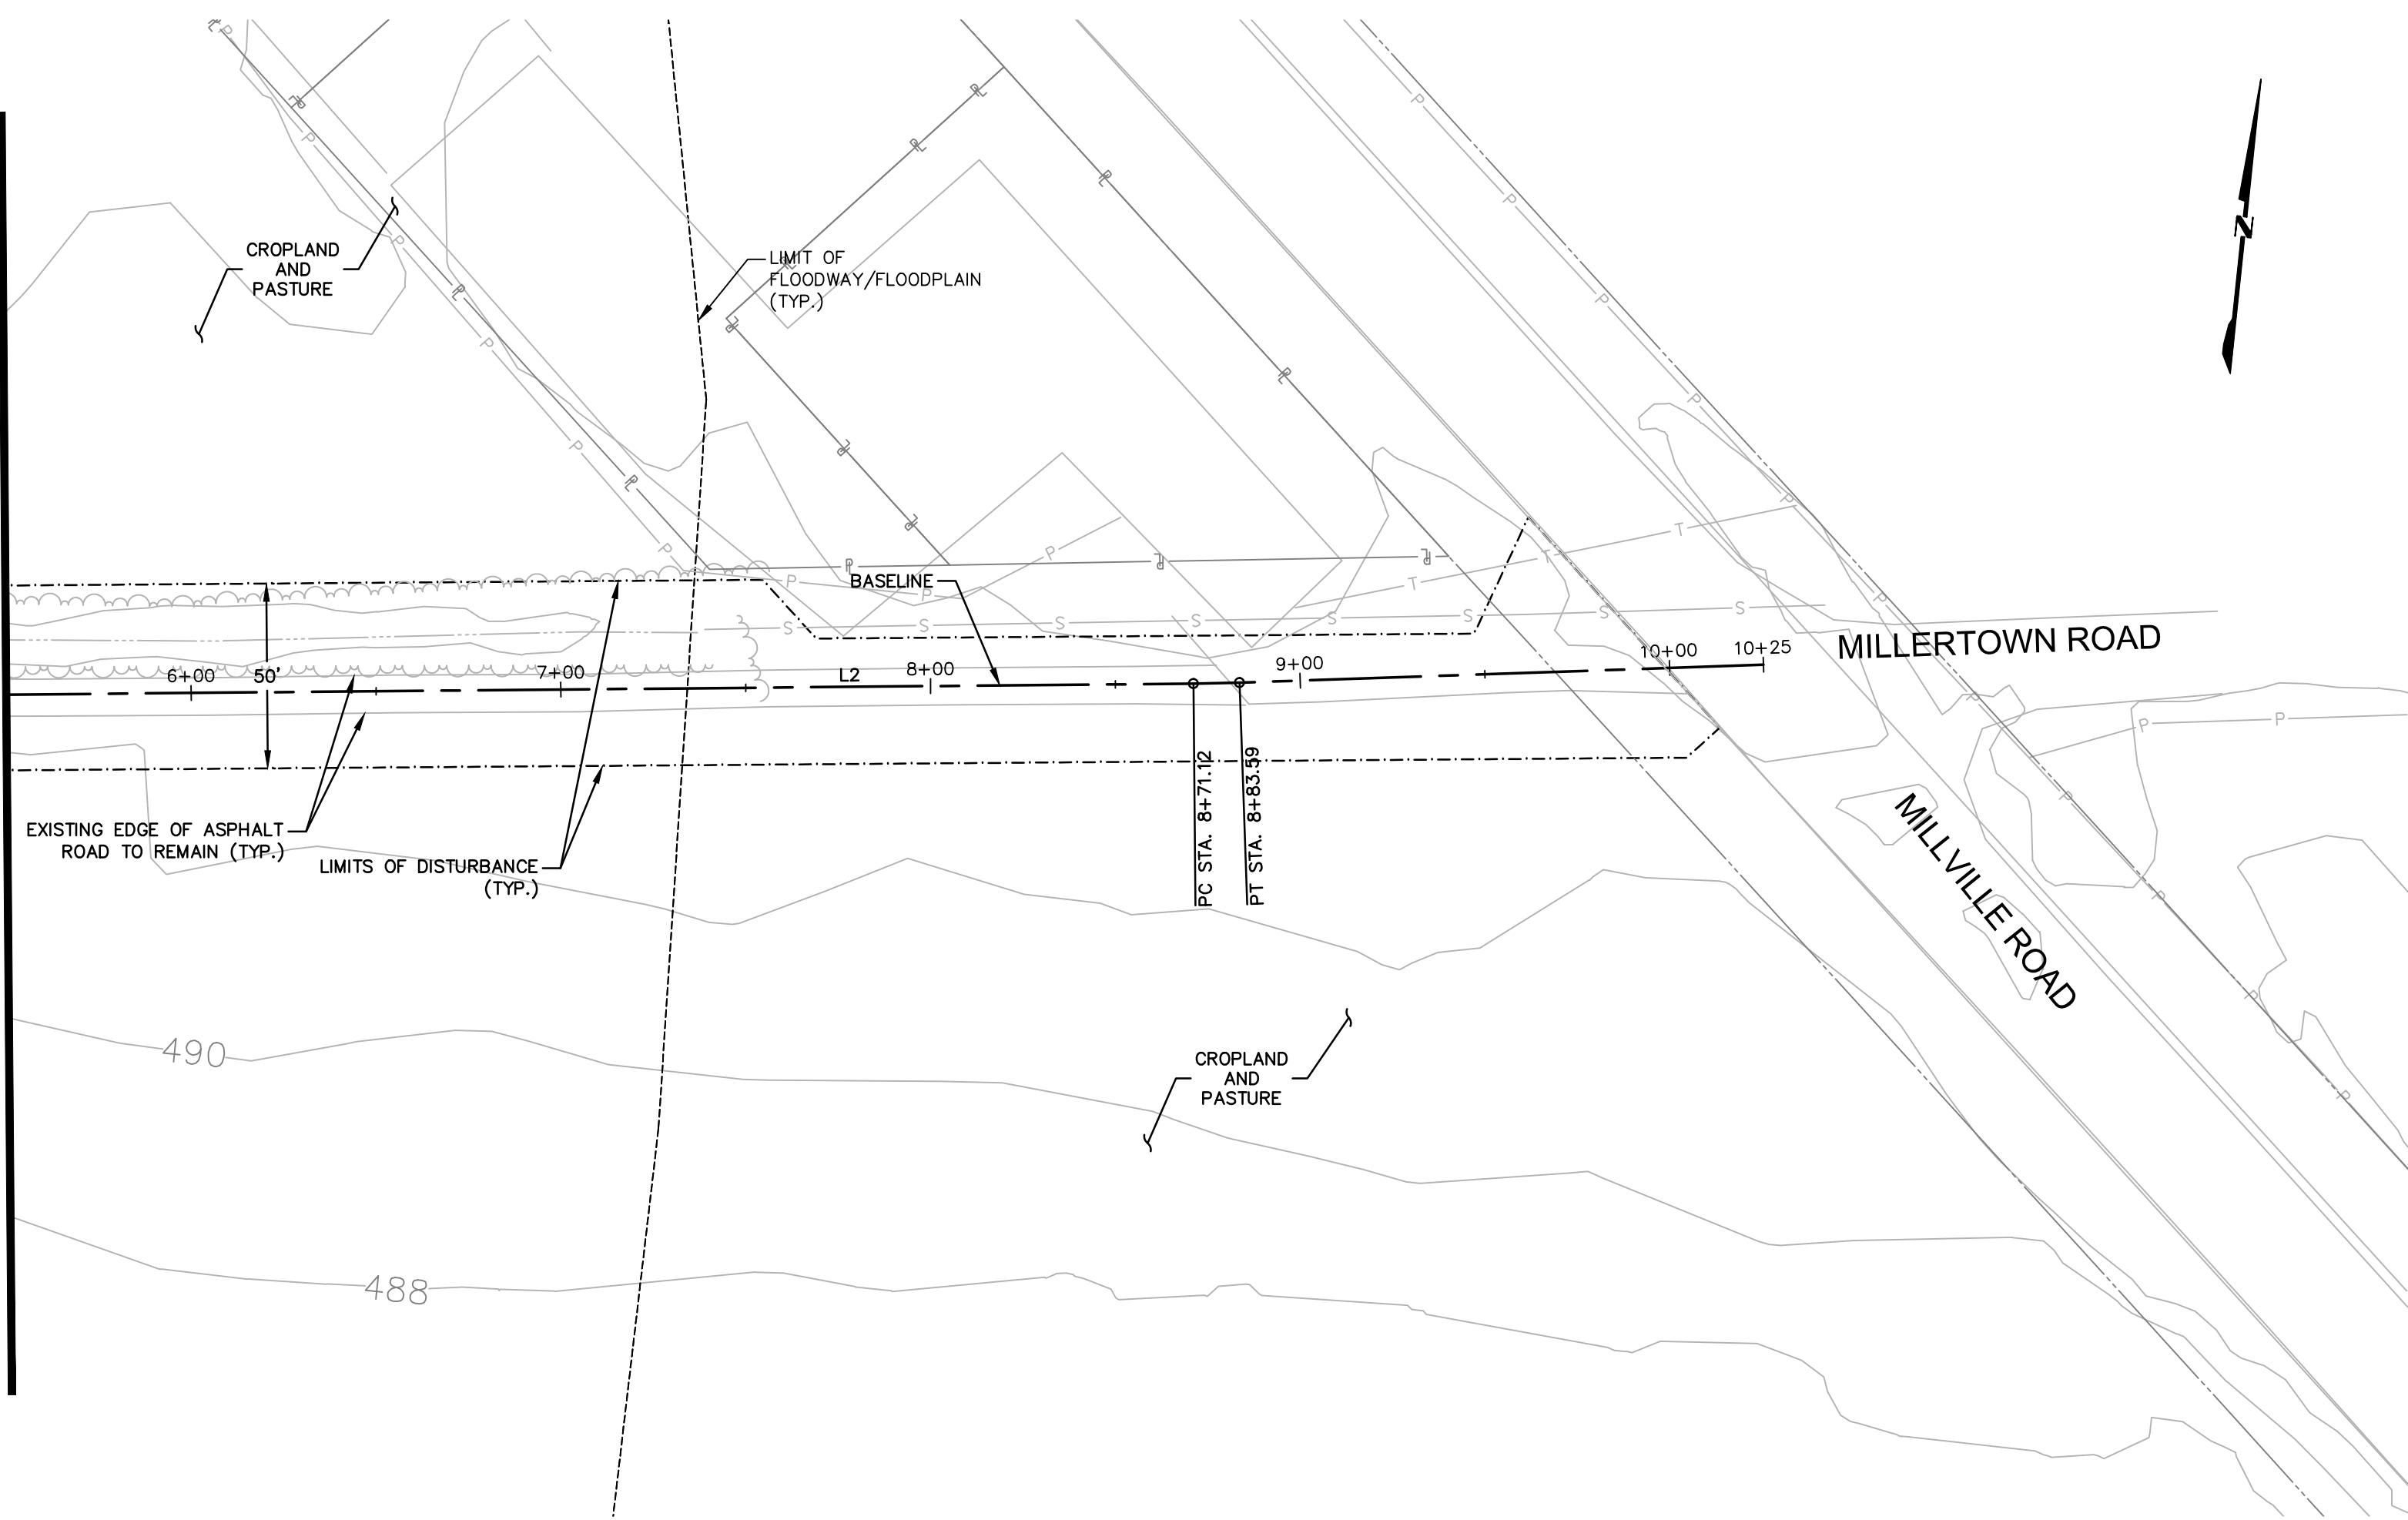 N
CROPLAND
AND
PASTURE
LIMIT OF
FLOODWAY/FLOODPLAIN
(TYP.)
BASELINE
6+00
50'
7+00
L2
8+00
9+00
10+00
10+25
MILLERTOWN ROAD
PC STA. 8+71.12
PT STA. 8+83.59
EXISTING EDGE OF ASPHALT
ROAD TO REMAIN (TYP.)
LIMITS OF DISTURBANCE
(TYP.)
MILLVILLE ROAD
490
CROPLAND
AND
PASTURE
488